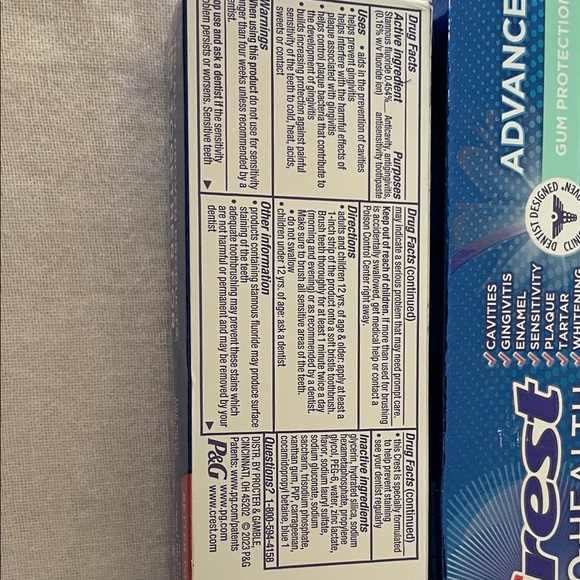 Drug Facts
Active ingredient Purposes
Stannous fluoride 0.454% Anticavity, antigingivitis,
(0.16% w/v fluoride ion) antisensitivity toothpaste
Uses • aids in the prevention of cavities
• helps prevent gingivitis
• helps interfere with the harmful effects of
plaque associated with gingivitis
• helps control plaque bacteria that contribute to
the development of gingivitis
• builds increasing protection against painful
sensitivity of the teeth to cold, heat, acids,
sweets or contact
Warnings
When using this product do not use for sensitivity
longer than four weeks unless recommended by a
dentist.
Stop use and ask a dentist if the sensitivity
problem persists or worsens. Sensitive teeth
Drug Facts (continued)
may indicate a serious problem that may need prompt care.
Keep out of reach of children. If more than used for brushing
is accidentally swallowed, get medical help or contact a
Poison Control Center right away.
Directions
• adults and children 12 yrs. of age & older: apply at least a
1-inch strip of the product onto a soft bristle toothbrush.
Brush teeth thoroughly for at least 1 minute twice a day
(morning and evening) or as recommended by a dentist.
Make sure to brush all sensitive areas of the teeth.
• do not swallow
• children under 12 yrs. of age: ask a dentist
Other information
• products containing stannous fluoride may produce surface
staining of the teeth
• adequate toothbrushing may prevent these stains which
are not harmful or permanent and may be removed by your
dentist
Drug Facts (continued)
• this Crest is specially formulated
to help prevent staining
• see your dentist regularly
Inactive ingredients
glycerin, hydrated silica, sodium
hexametaphosphate, propylene
glycol, PEG-6, water, zinc lactate,
flavor, sodium lauryl sulfate,
sodium gluconate, sodium
saccharin, trisodium phosphate,
xanthan gum, PVP, carrageenan,
cocamidopropyl betaine, blue 1
Questions? 1-800-594-4158
DISTR. BY PROCTER & GAMBLE,
CINCINNATI, OH 45202 © 2023 P&G
Patents: www.pg.com/patents
P&G www.pg.com
www.crest.com
ADVANCE
GUM PROTECTION
DENTIST DESIGNED
CAVITIES
GINGIVITIS
ENAMEL
SENSITIVITY
PLAQUE
TARTAR
WHITENING
rest
HEALTH